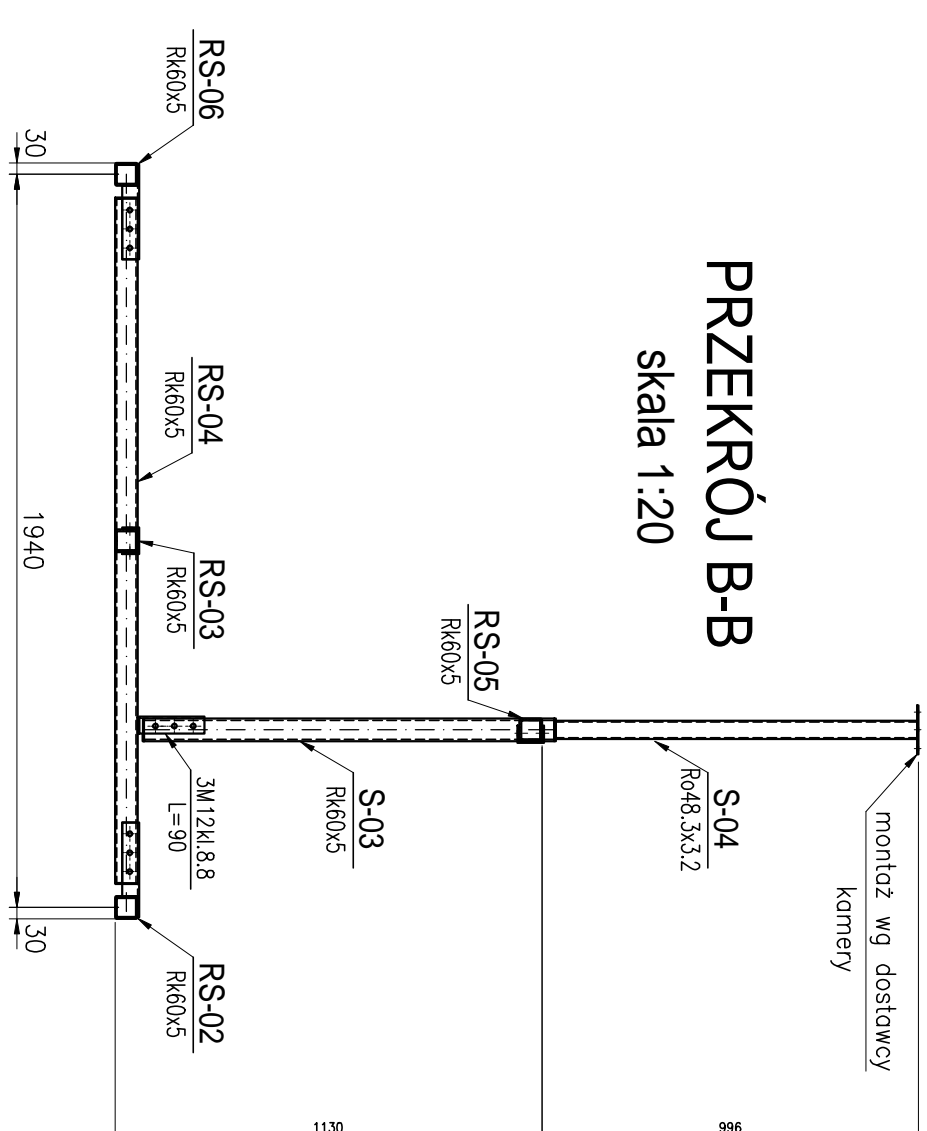 PRZEKRÓJ B-B
skala 1:20
montaż wg dostawcy
kamery
S-04
Ro48.3x3.2
RS-05
Rk60x5
S-03
Rk60x5
3M12kl.8.8
L=90
RS-06
Rk60x5
RS-04
Rk60x5
RS-03
Rk60x5
RS-02
Rk60x5
30
1940
30
1130
996